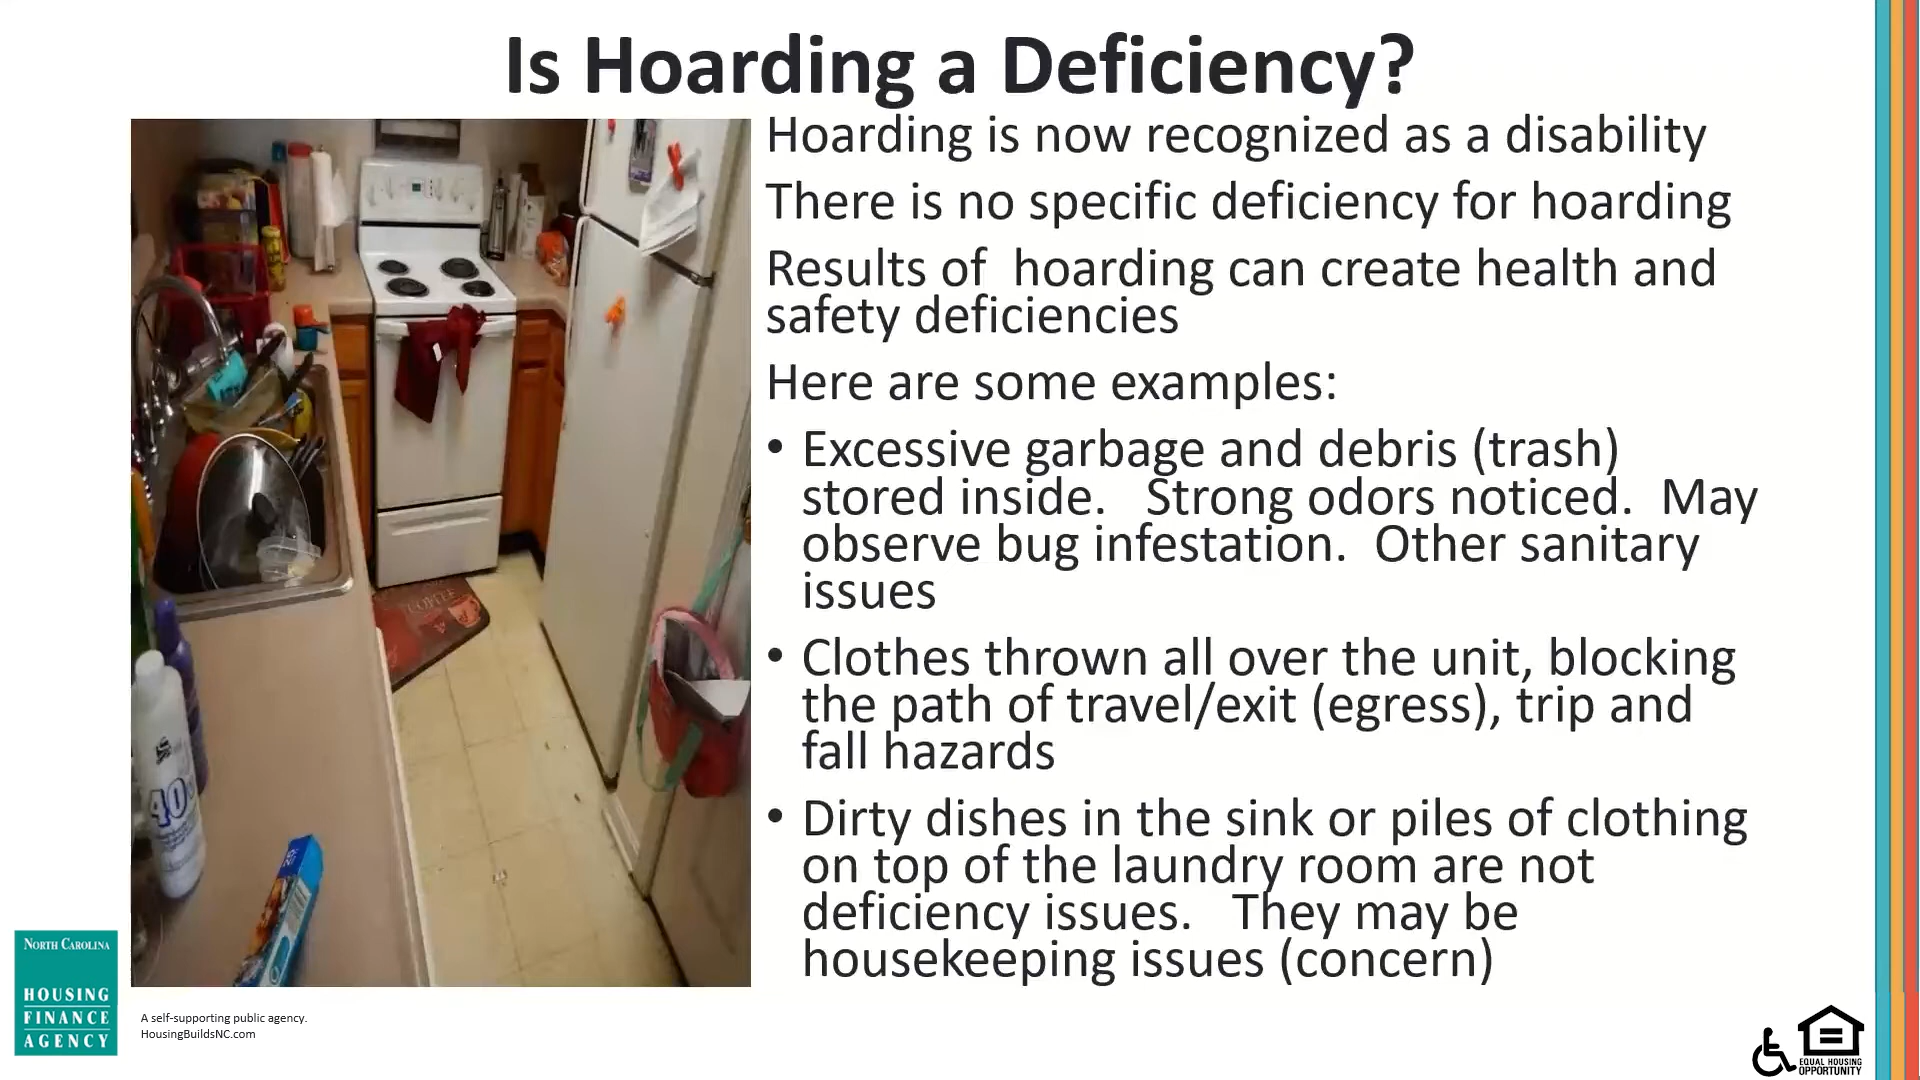 Is Hoarding a Deficiency?
Hoarding is now recognized as a disability
There is no specific deficiency for hoarding
Results of  hoarding can create health and
safety deficiencies
Here are some examples:
• Excessive garbage and debris (trash)
stored inside.   Strong odors noticed.  May
observe bug infestation.  Other sanitary
issues
• Clothes thrown all over the unit, blocking
the path of travel/exit (egress), trip and
fall hazards
• Dirty dishes in the sink or piles of clothing
on top of the laundry room are not
deficiency issues.   They may be
housekeeping issues (concern)
COFFEE
40
NORTH CAROLINA
HOUSING
FINANCE
AGENCY
A self-supporting public agency.
HousingBuildsNC.com
EQUAL HOUSING
OPPORTUNITY